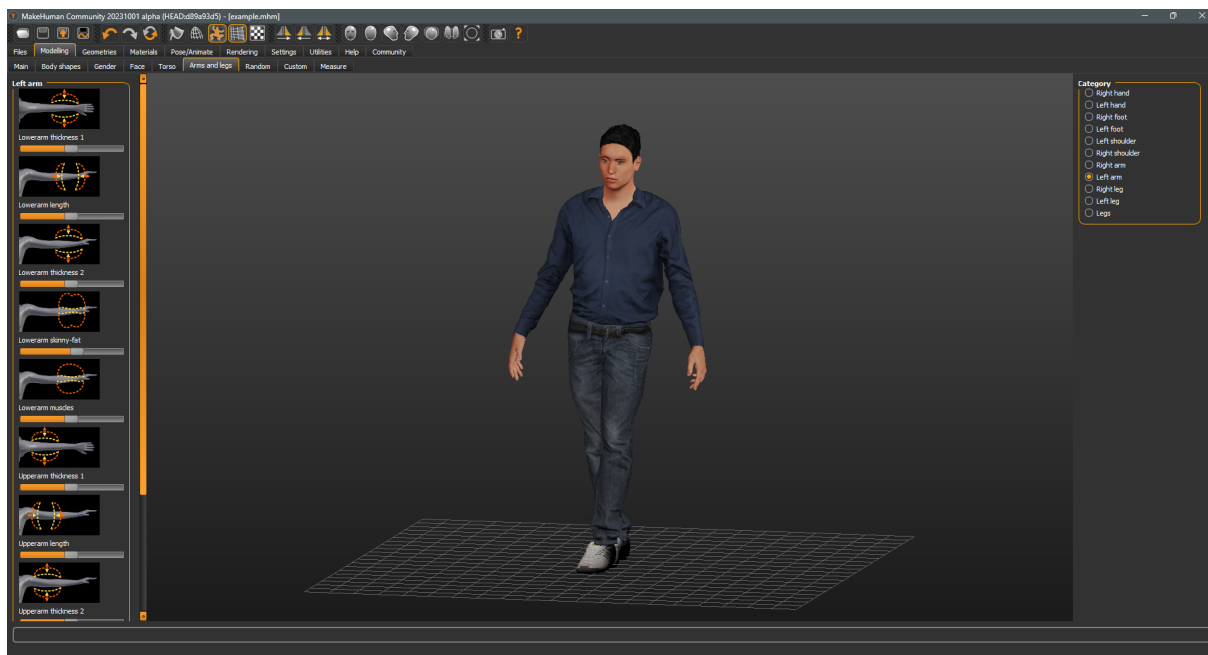 MakeHuman Community 20231001 alpha (HEAD:d89a93d5) - [example.mhm]
Files Modelling Geometries Materials Pose/Animate Rendering Settings Utilities Help Community
Main Body shapes Gender Face Torso Arms and legs Random Custom Measure
Left arm
Lowerarm thickness 1
Lowerarm length
Lowerarm thickness 2
Lowerarm skinny-fat
Lowerarm muscles
Upperarm thickness 1
Upperarm length
Upperarm thickness 2
Category
Right hand
Left hand
Right foot
Left foot
Left shoulder
Right shoulder
Right arm
Left arm
Right leg
Left leg
Legs